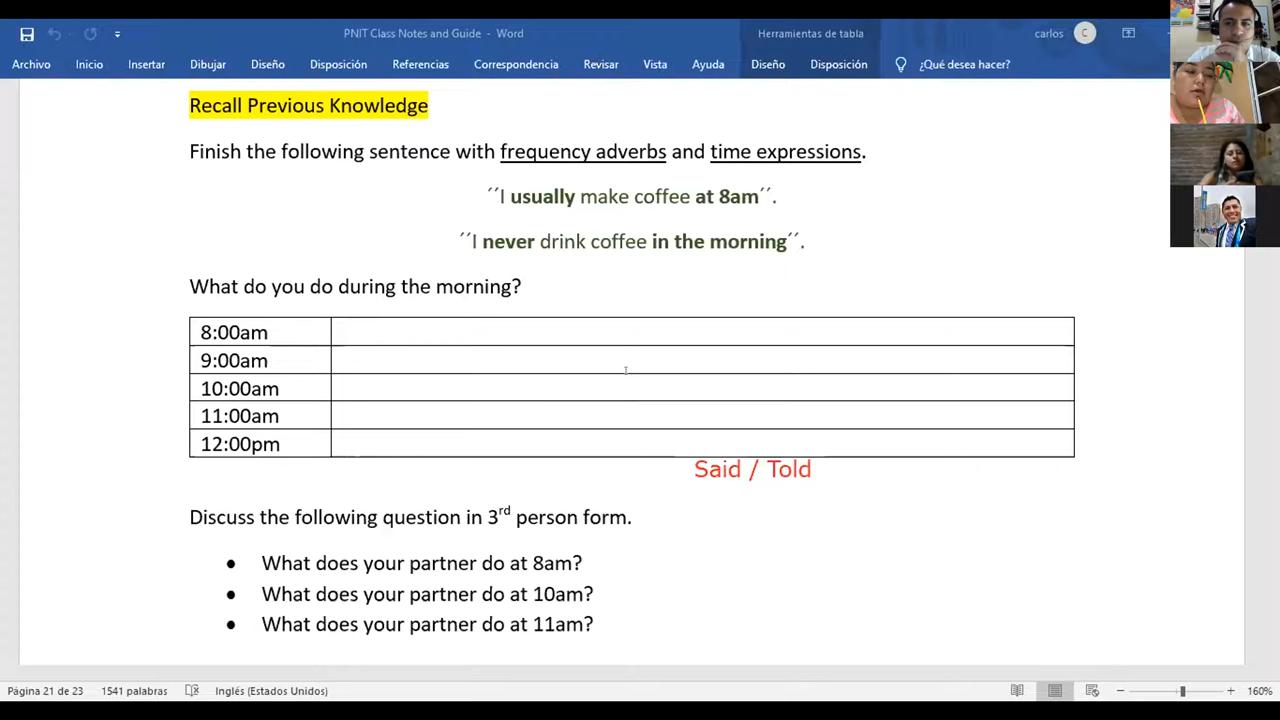 PNIT Class Notes and Guide - Word
Herramientas de tabla
carlos
C
Archivo Inicio Insertar Dibujar Diseño Disposición Referencias Correspondencia Revisar Vista Ayuda Diseño Disposición ¿Qué desea hacer?
Recall Previous Knowledge
Finish the following sentence with frequency adverbs and time expressions.
´´I usually make coffee at 8am´´.
´´I never drink coffee in the morning´´.
What do you do during the morning?
8:00am
9:00am
10:00am
11:00am
12:00pm
Said / Told
Discuss the following question in 3rd person form.
• What does your partner do at 8am?
• What does your partner do at 10am?
• What does your partner do at 11am?
Página 21 de 23 1541 palabras Inglés (Estados Unidos) 160%